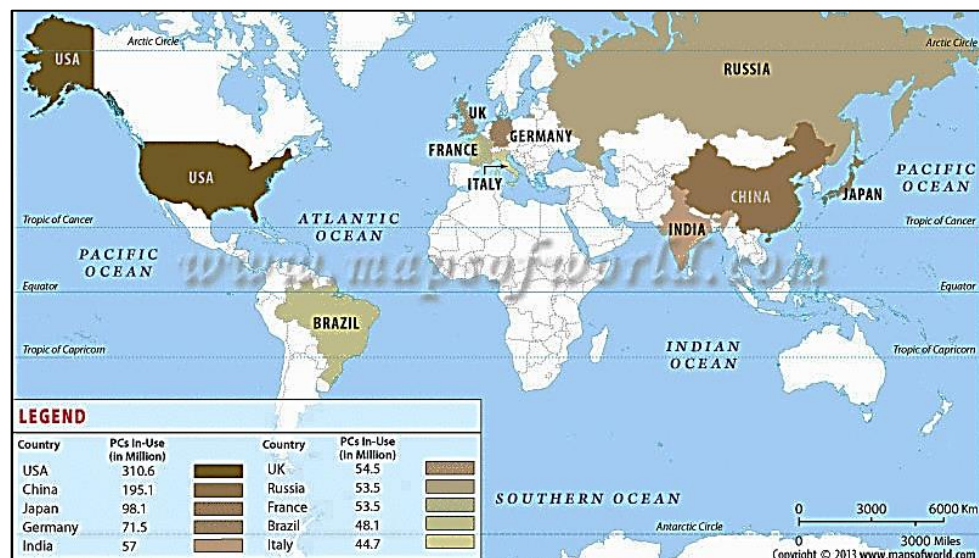 Arctic Circle
Arctic Circle
USA
RUSSIA
UK
GERMANY
FRANCE
ITALY
USA
CHINA
JAPAN
PACIFIC
OCEAN
Tropic of Cancer
ATLANTIC
OCEAN
INDIA
Tropic of Cancer
PACIFIC
OCEAN
www.mapsofworld.com
Equator
Equator
BRAZIL
Tropic of Capricorn
INDIAN
OCEAN
Tropic of Capricorn
LEGEND
Country PCs In-Use Country PCs In-Use
(in Million) (in Million)
USA 310.6 UK 54.5
China 195.1 Russia 53.5
Japan 98.1 France 53.5
Germany 71.5 Brazil 48.1
India 57 Italy 44.7
SOUTHERN OCEAN
Antarctic Circle
0 3000 6000 Km
0 3000 Miles
Copyright © 2013 www.mapsofworld.com